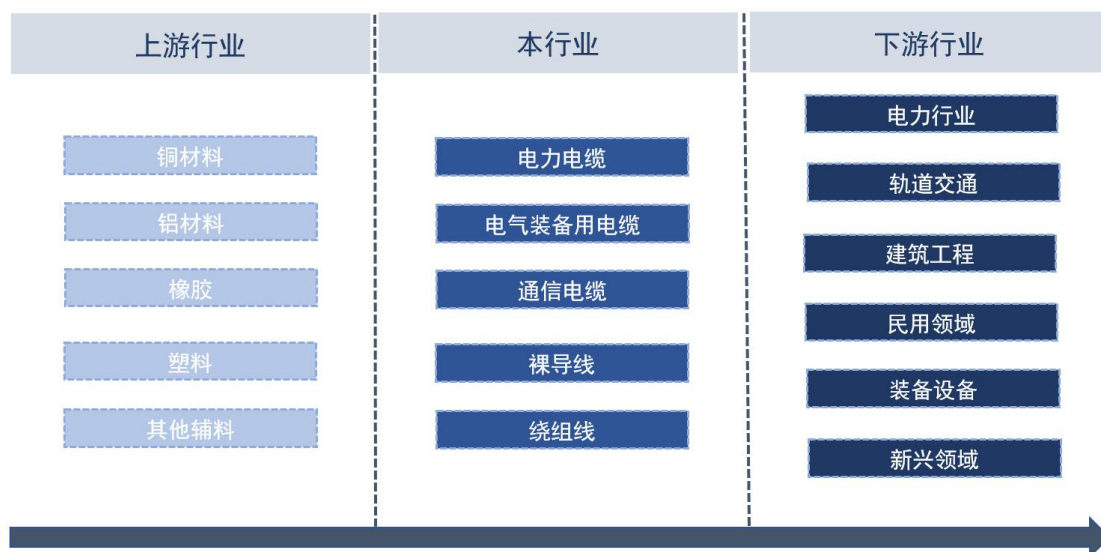 上游行业
本行业
下游行业
铜材料
铝材料
橡胶
塑料
其他辅料
电力电缆
电气装备用电缆
通信电缆
裸导线
绕组线
电力行业
轨道交通
建筑工程
民用领域
装备设备
新兴领域